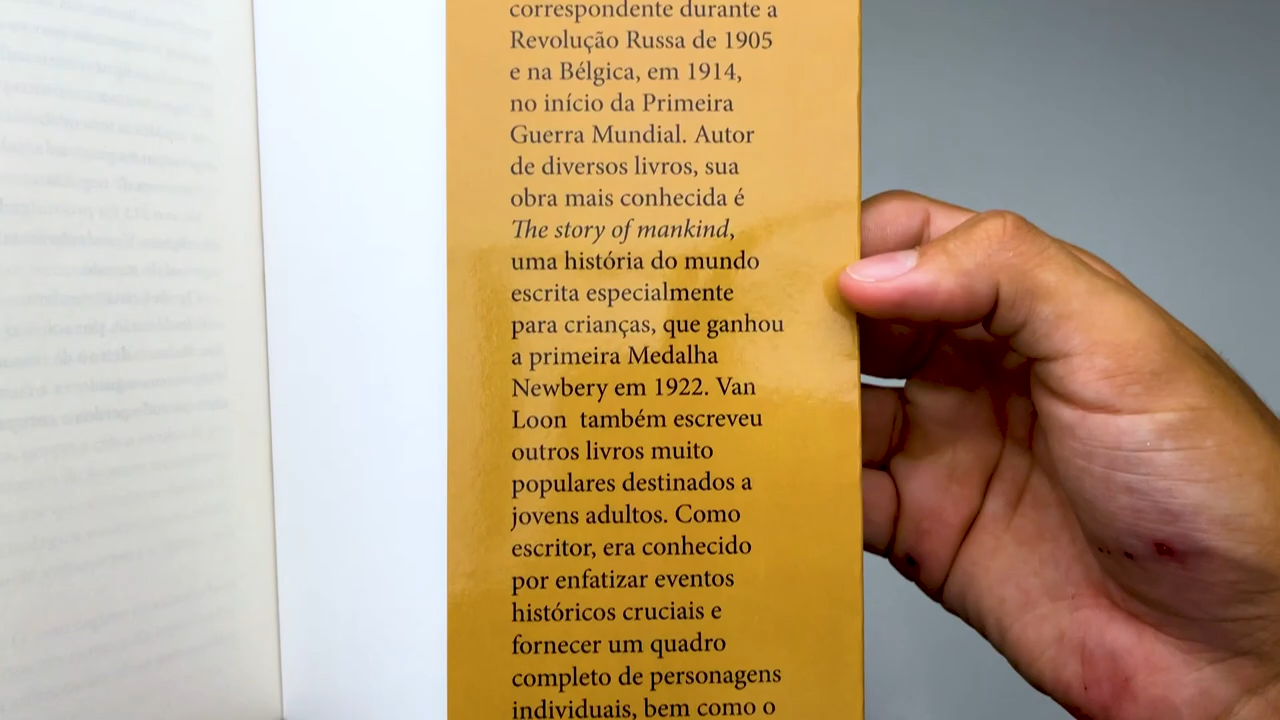 correspondente durante a
Revolução Russa de 1905
e na Bélgica, em 1914,
no início da Primeira
Guerra Mundial. Autor
de diversos livros, sua
obra mais conhecida é
The story of mankind,
uma história do mundo
escrita especialmente
para crianças, que ganhou
a primeira Medalha
Newbery em 1922. Van
Loon  também escreveu
outros livros muito
populares destinados a
jovens adultos. Como
escritor, era conhecido
por enfatizar eventos
históricos cruciais e
fornecer um quadro
completo de personagens
individuais, bem como o